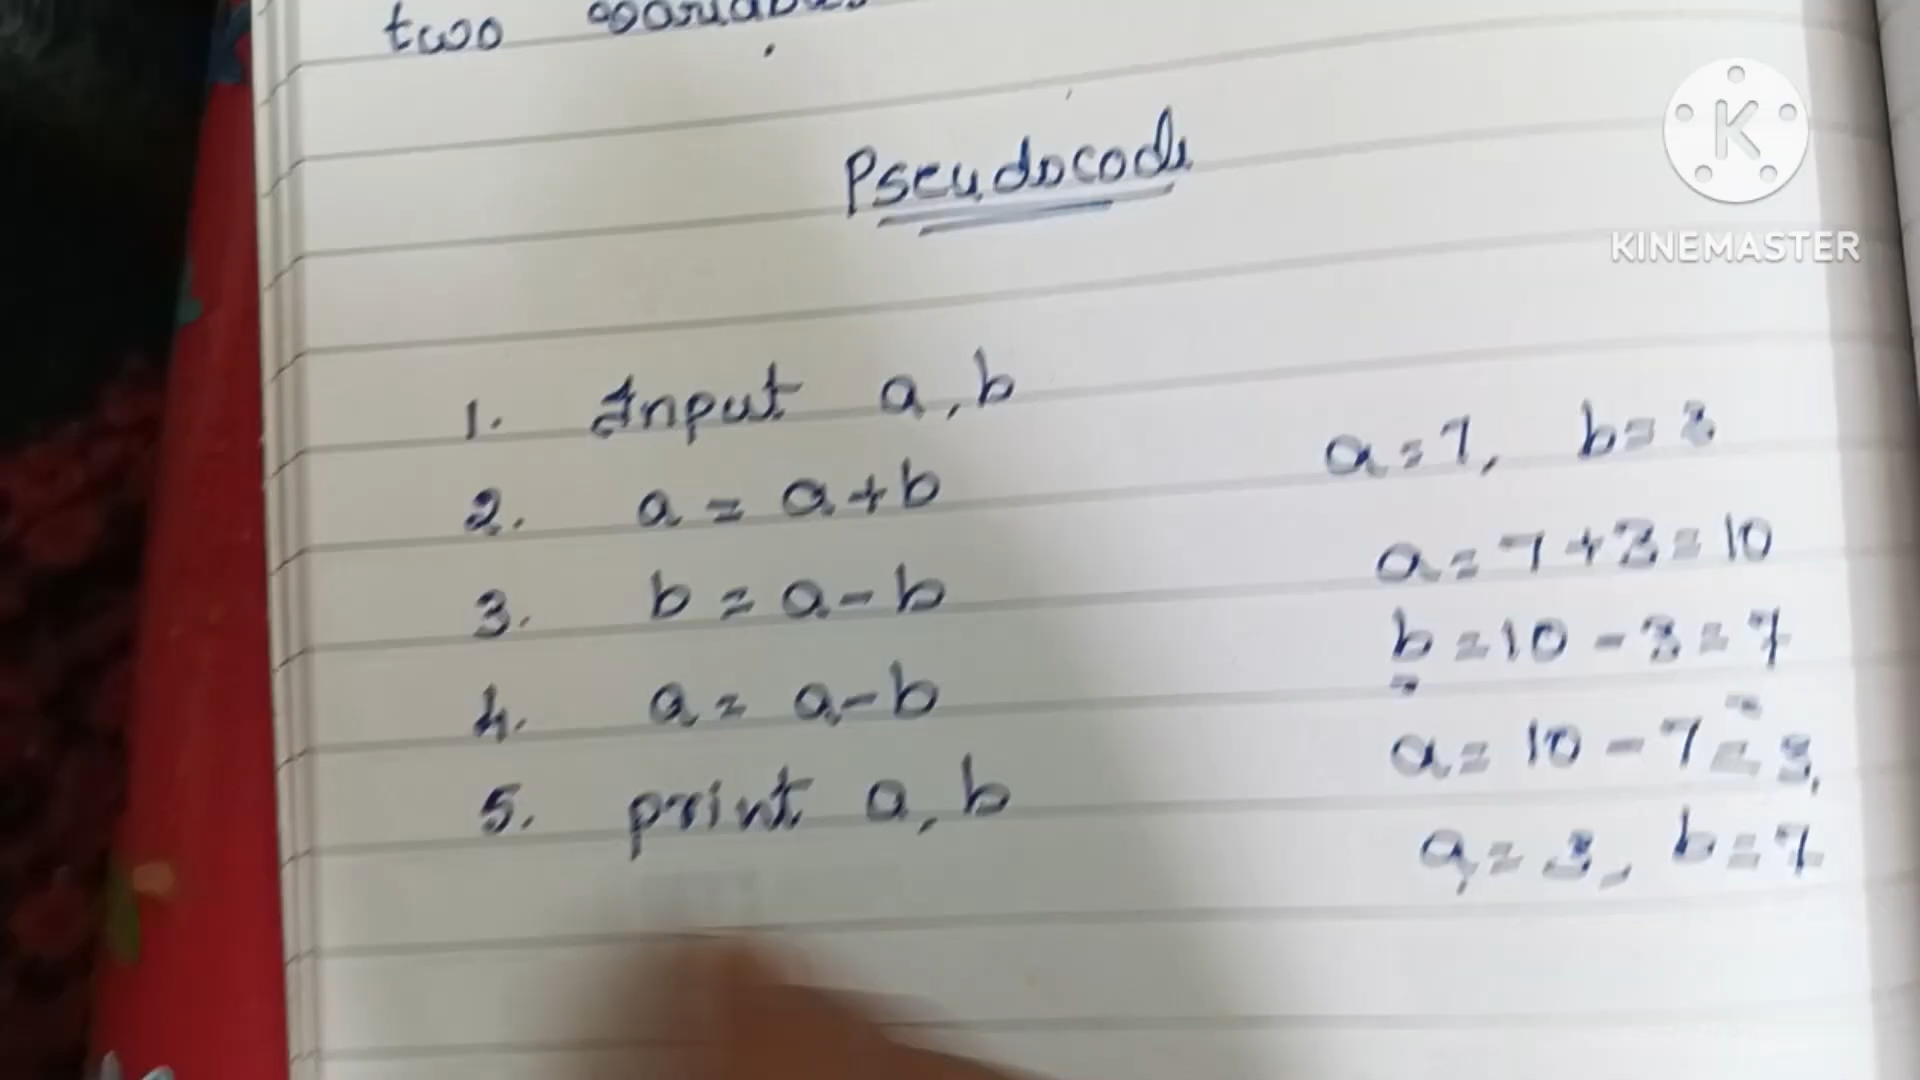 two
Pseudocode
KINEMASTER
1. Input a, b
2. a = a+b
3. b = a-b
4. a = a-b
5. print a, b
a=7, b=3
a=7+3=10
b=10-3=7
a=10-7=3,
a=3, b=7